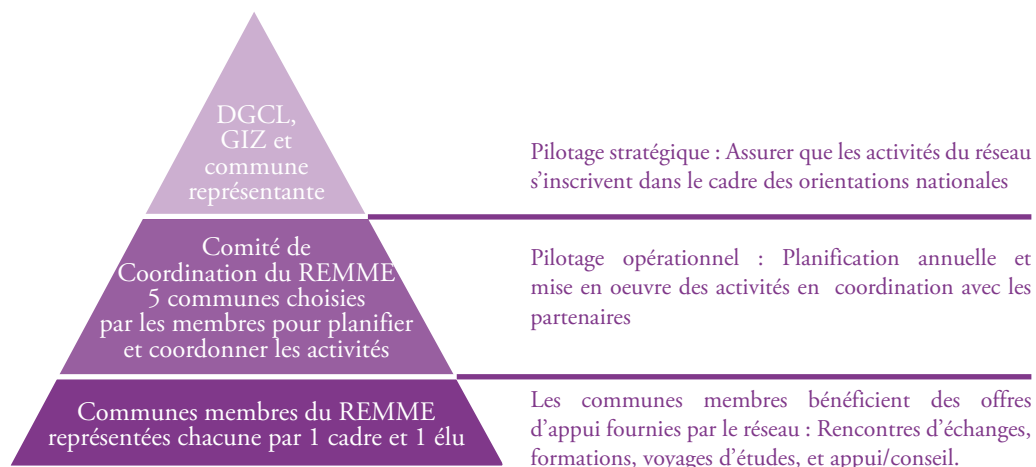 DGCL,
GIZ et
commune
représentante
Pilotage stratégique : Assurer que les activités du réseau
s'inscrivent dans le cadre des orientations nationales
Comité de
Coordination du REMME
5 communes choisies
par les membres pour planifier
et coordonner les activités
Pilotage opérationnel : Planification annuelle et
mise en oeuvre des activités en coordination avec les
partenaires
Communes membres du REMME
représentées chacune par 1 cadre et 1 élu
Les communes membres bénéficient des offres
d'appui fournies par le réseau : Rencontres d'échanges,
formations, voyages d'études, et appui/conseil.